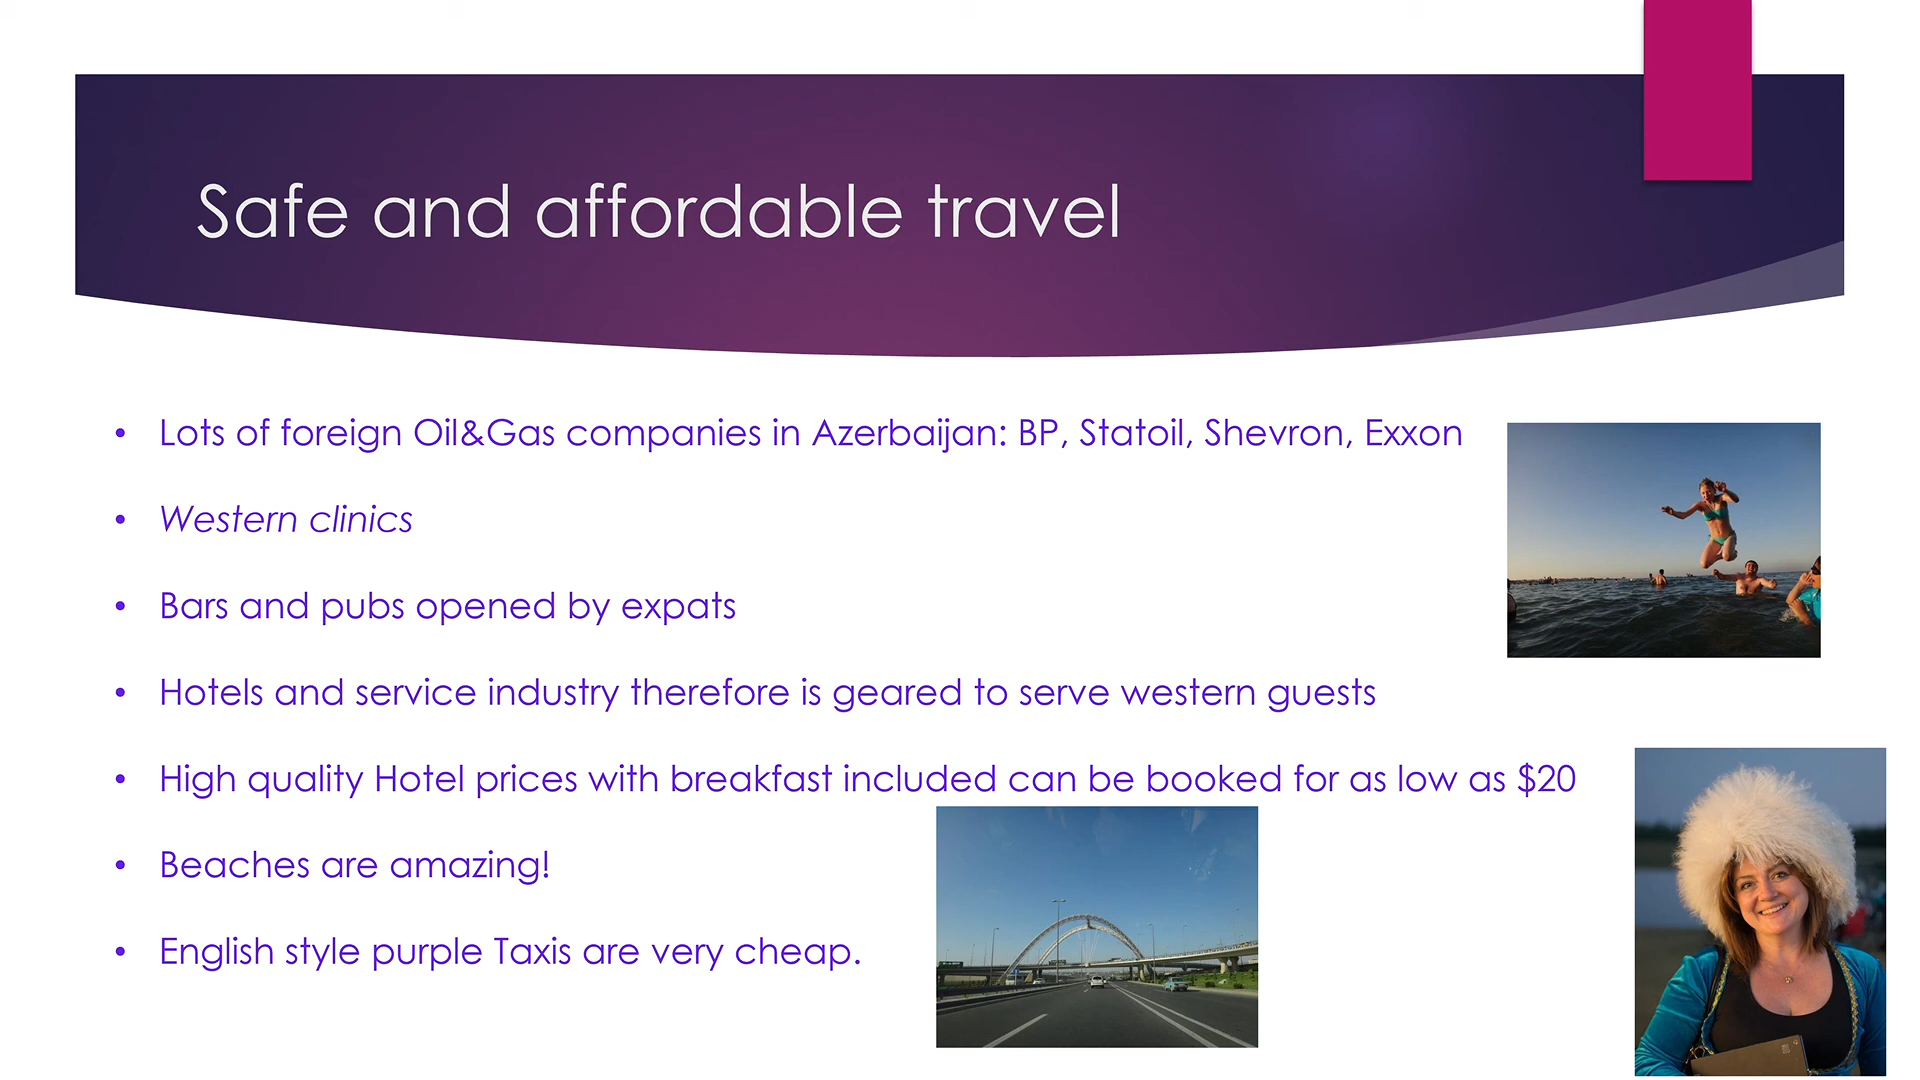 Safe and affordable travel
• Lots of foreign Oil&Gas companies in Azerbaijan: BP, Statoil, Shevron, Exxon
• Western clinics
• Bars and pubs opened by expats
• Hotels and service industry therefore is geared to serve western guests
• High quality Hotel prices with breakfast included can be booked for as low as $20
• Beaches are amazing!
• English style purple Taxis are very cheap.